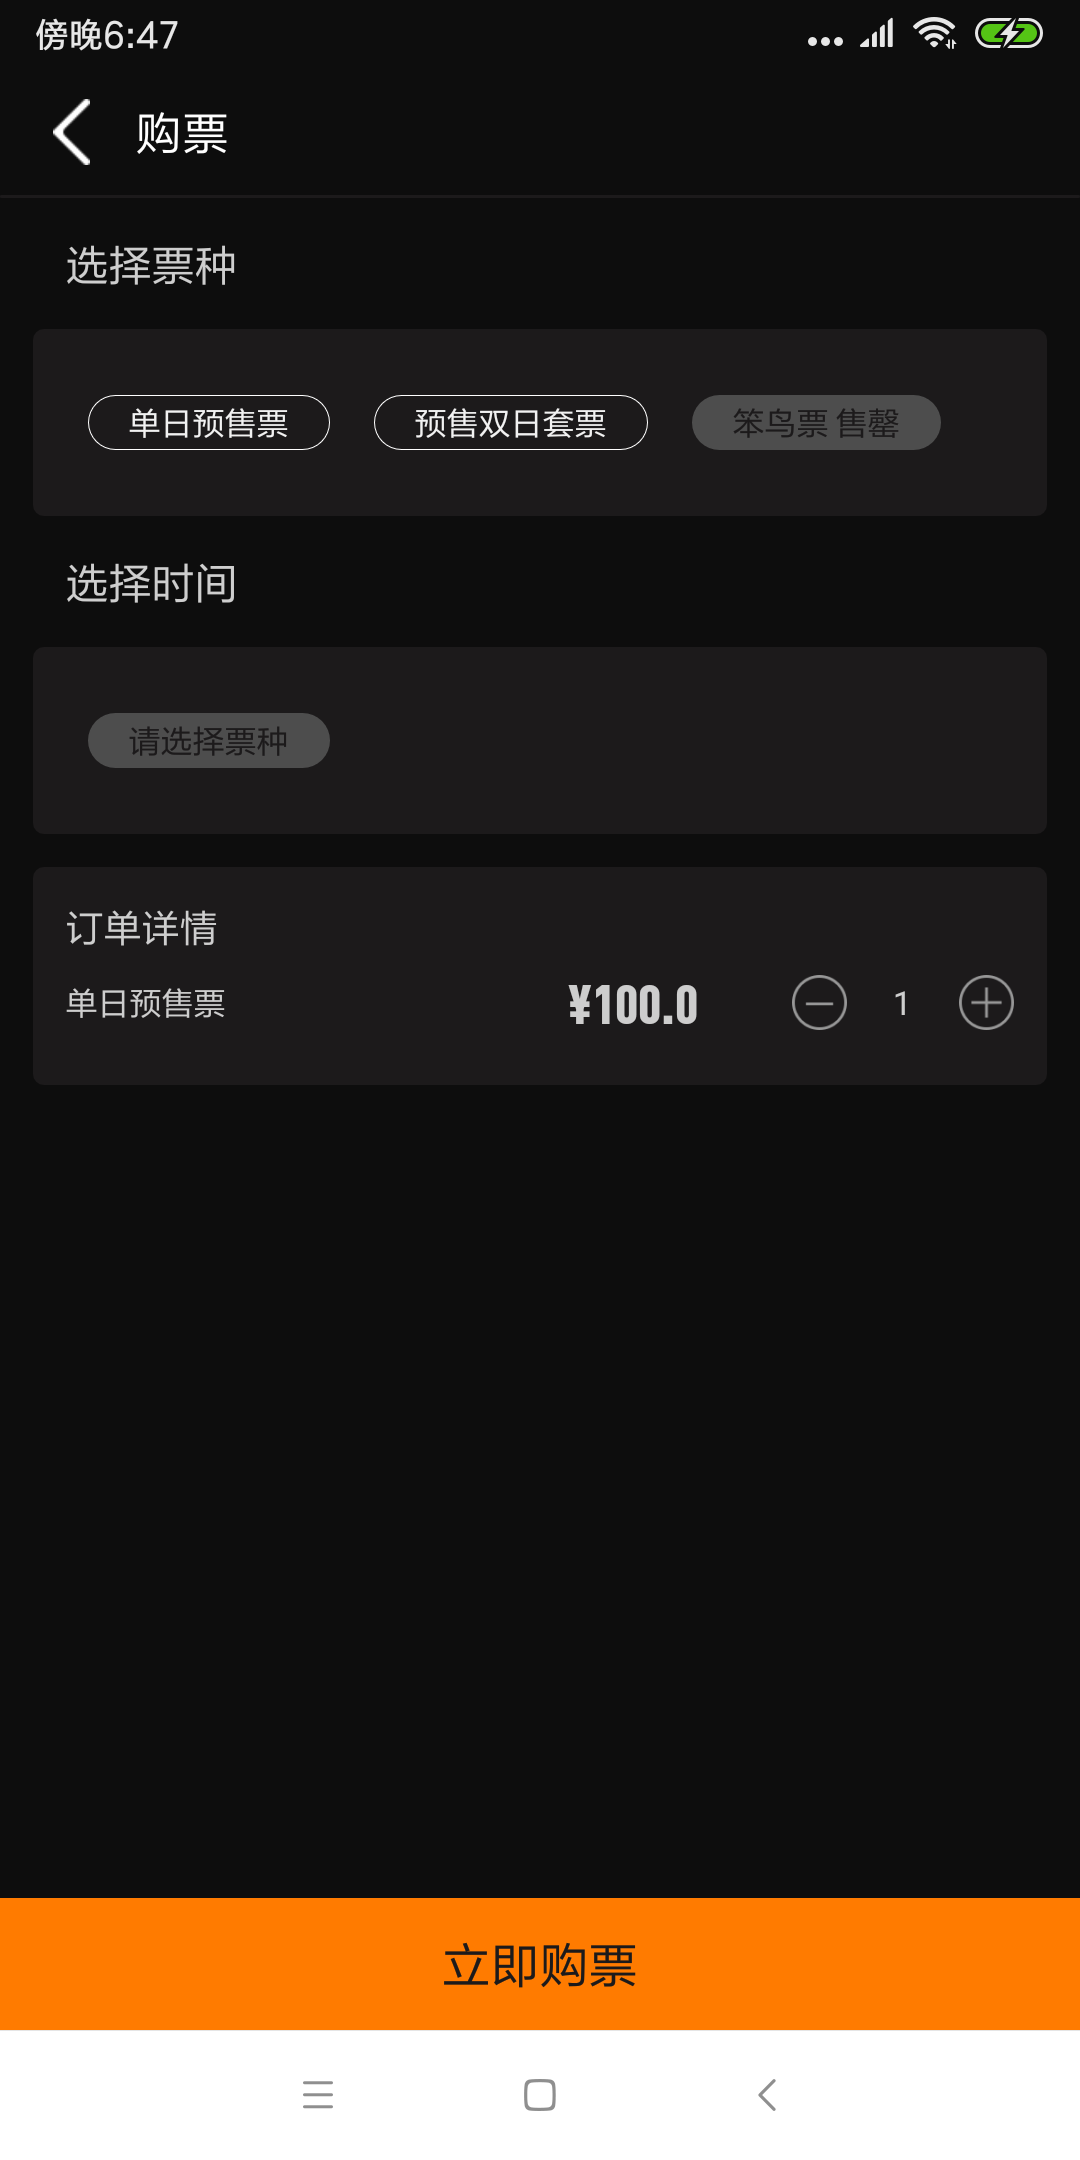 傍晚6:47
购票
选择票种
单日预售票 预售双日套票 笨鸟票 售罄
选择时间
请选择票种
订单详情
单日预售票 ¥100.0 1
立即购票